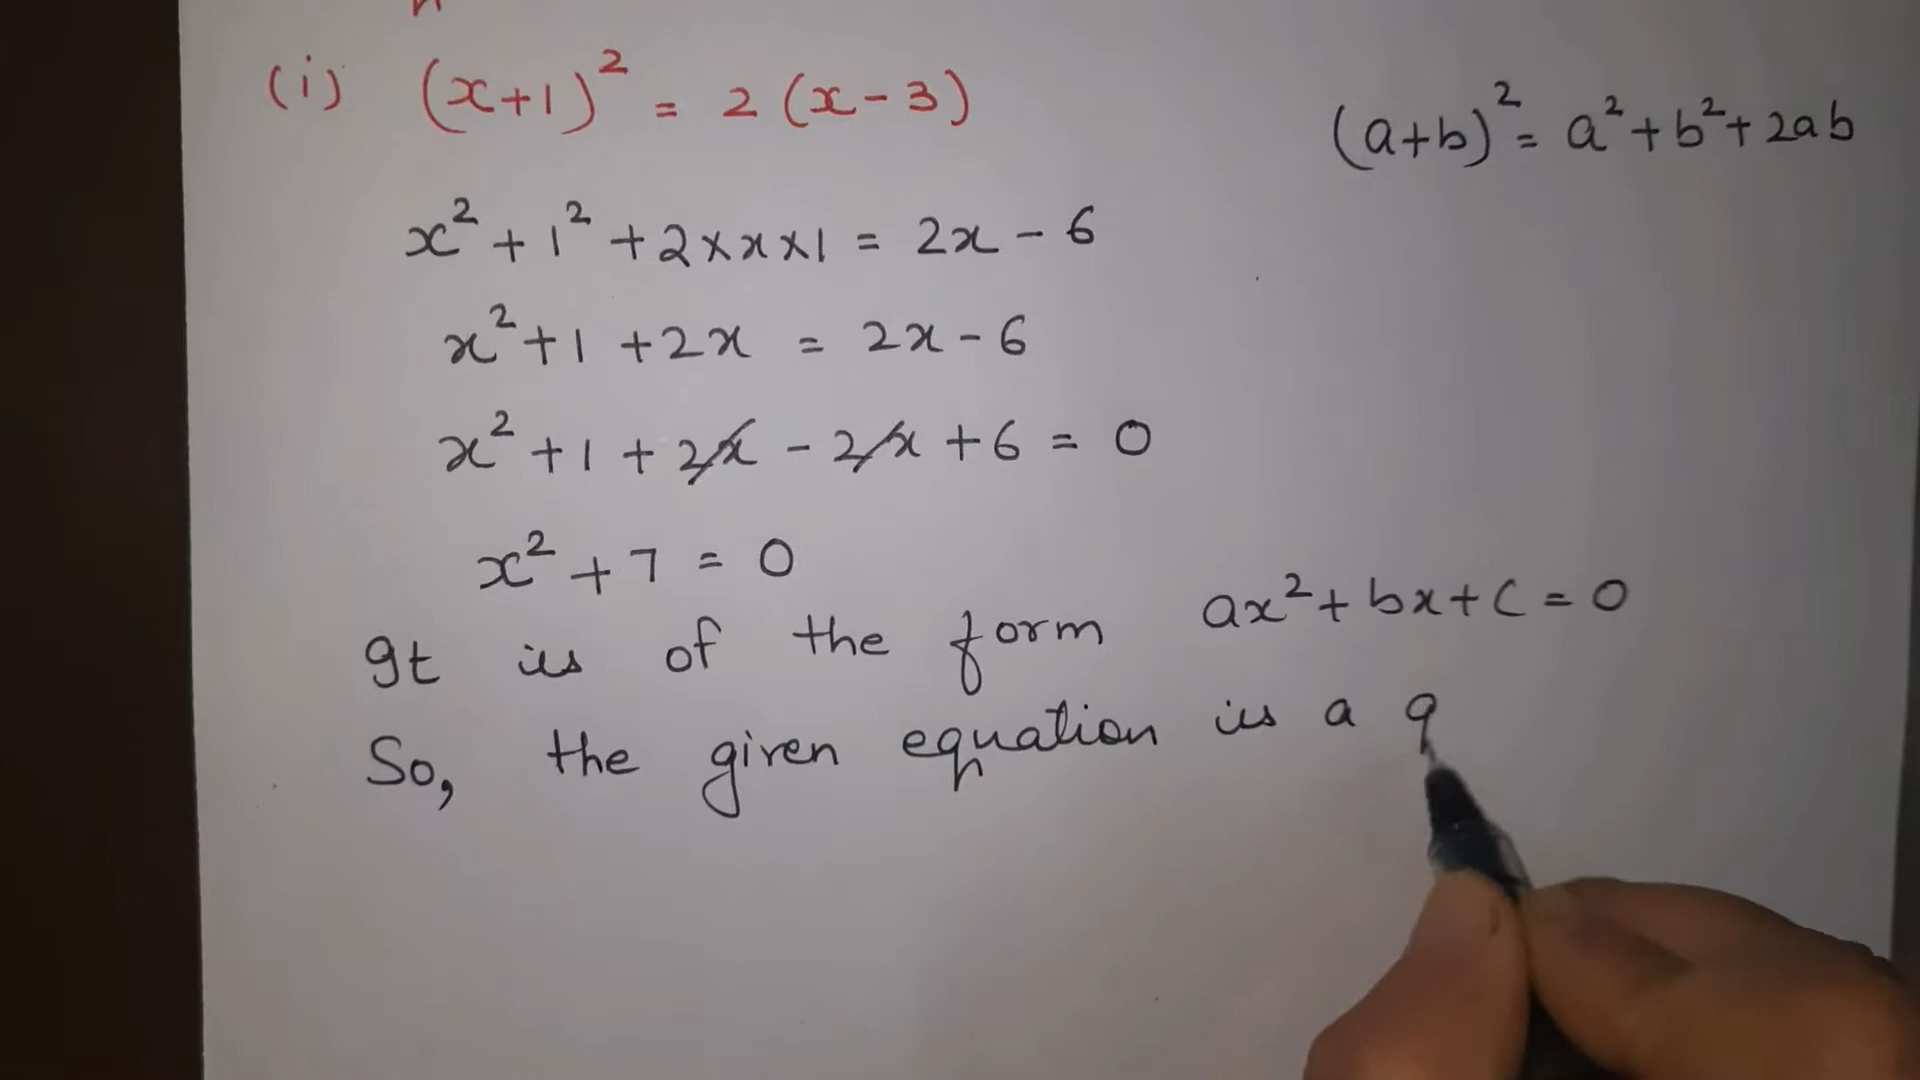 (i) (x+1)² = 2(x-3)
(a+b)² = a²+b²+2ab
x² + 1² + 2×x×1 = 2x - 6
x² + 1 + 2x = 2x - 6
x² + 1 + 2x - 2x + 6 = 0
x² + 7 = 0
It is of the form ax² + bx + c = 0
So, the given equation is a q